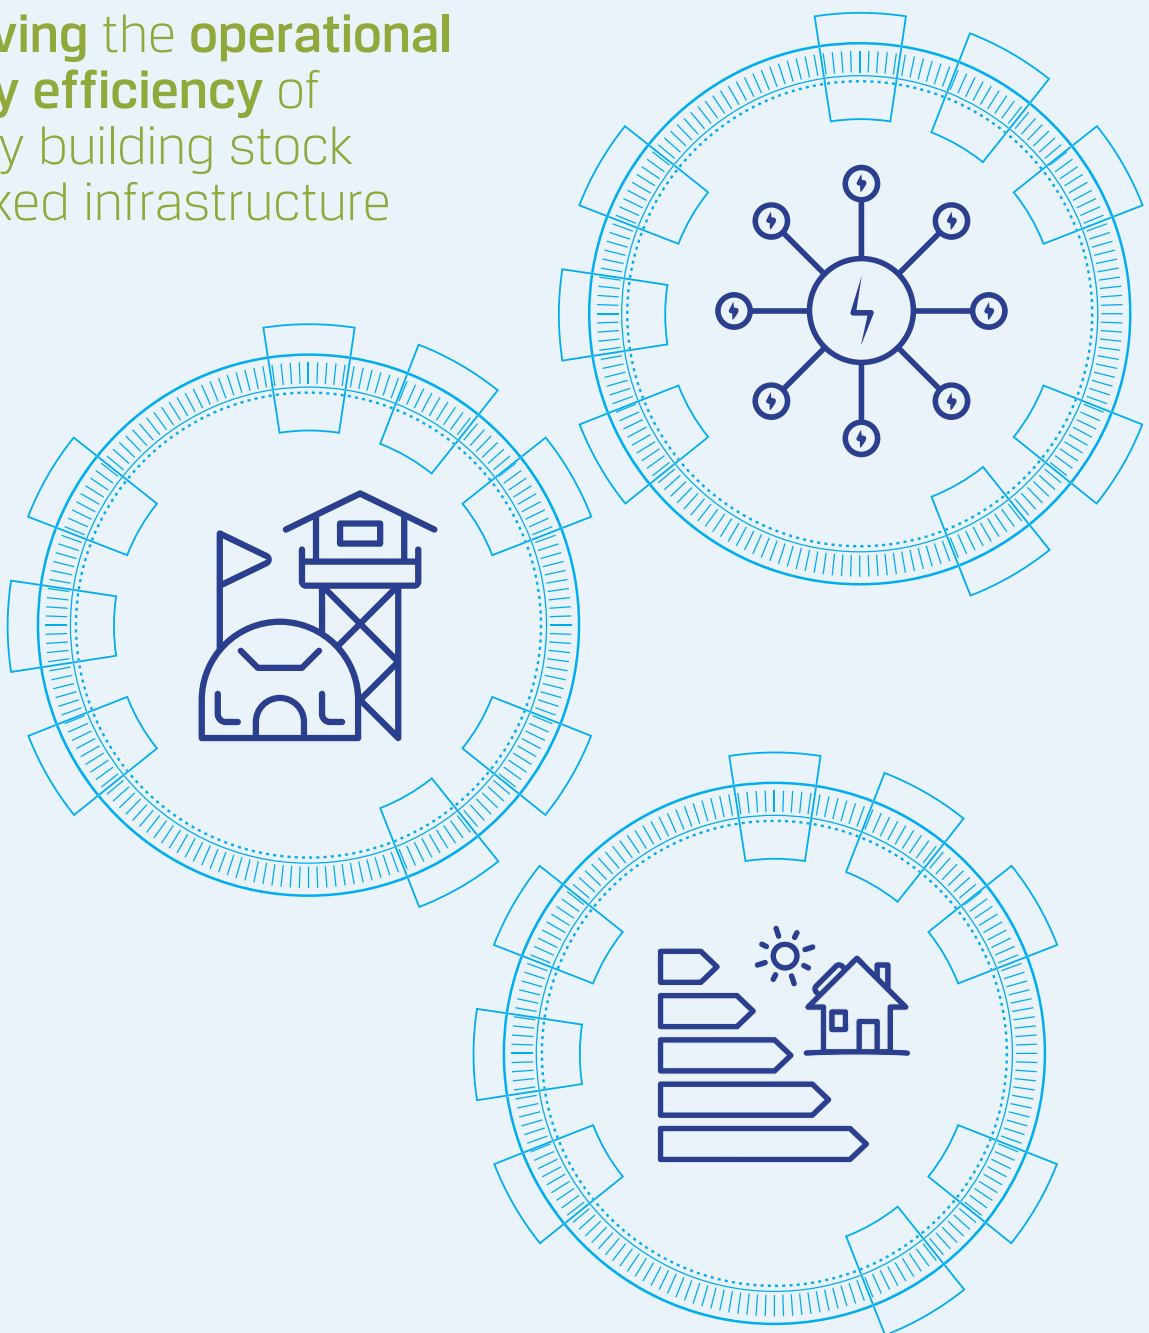 ving the operational
y efficiency of
y building stock
xed infrastructure